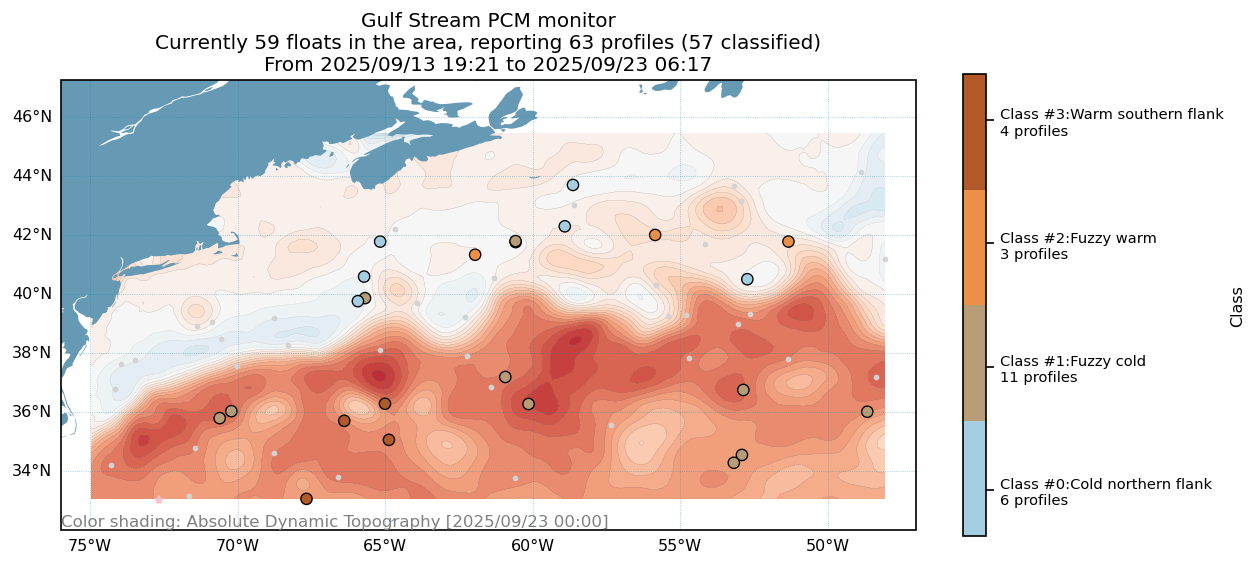 Gulf Stream PCM monitor
Currently 59 floats in the area, reporting 63 profiles (57 classified)
From 2025/09/13 19:21 to 2025/09/23 06:17
46°N
44°N
42°N
40°N
38°N
36°N
34°N
Color shading: Absolute Dynamic Topography [2025/09/23 00:00]
75°W
70°W
65°W
60°W
55°W
50°W
Class #3:Warm southern flank
4 profiles
Class #2:Fuzzy warm
3 profiles
Class #1:Fuzzy cold
11 profiles
Class #0:Cold northern flank
6 profiles
Class